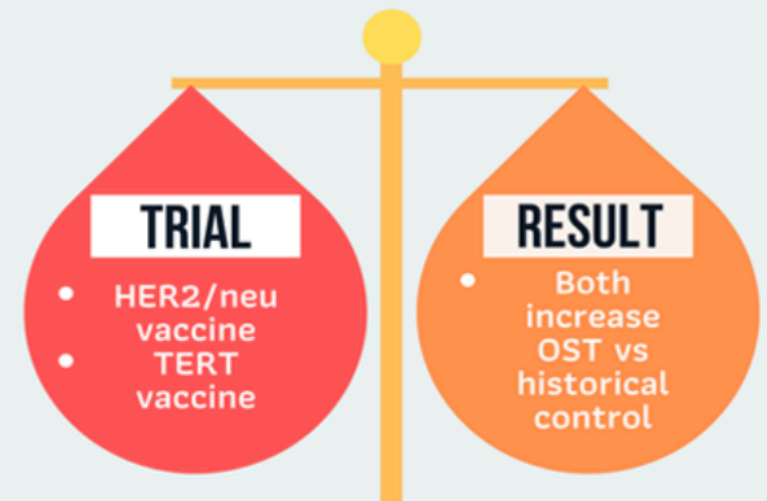 TRIAL
• HER2/neu
vaccine
• TERT
vaccine
RESULT
• Both
increase
OST vs
historical
control